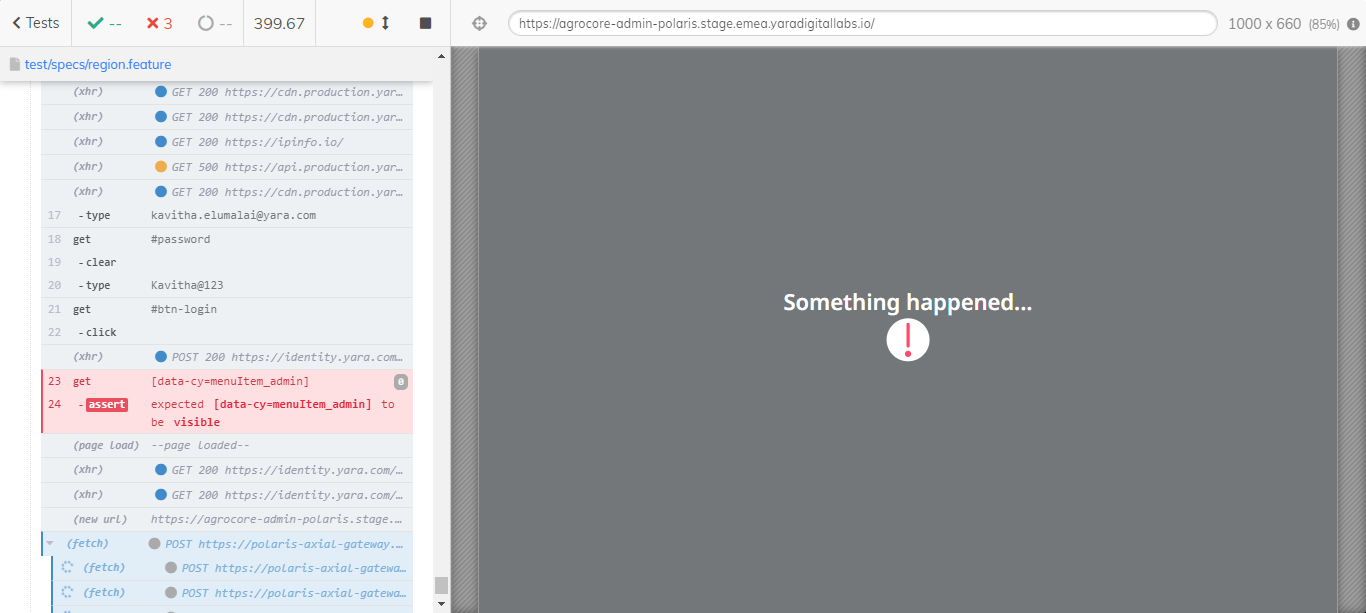 Tests -- 3 -- 399.67
https://agrocore-admin-polaris.stage.emea.yaradigitallabs.io/ 1000 x 660 (85%)
test/specs/region.feature
(xhr) GET 200 https://cdn.production.yar…
(xhr) GET 200 https://cdn.production.yar…
(xhr) GET 200 https://ipinfo.io/
(xhr) GET 500 https://api.production.yar…
(xhr) GET 200 https://cdn.production.yar…
17 -type kavitha.elumalai@yara.com
18 get #password
19 -clear
20 -type Kavitha@123
21 get #btn-login
22 -click
(xhr) POST 200 https://identity.yara.com…
23 get [data-cy=menuItem_admin] 0
24 -assert expected [data-cy=menuItem_admin] to
be visible
(page load) --page loaded--
(xhr) GET 200 https://identity.yara.com/…
(xhr) GET 200 https://identity.yara.com/…
(new url) https://agrocore-admin-polaris.stage.…
(fetch) POST https://polaris-axial-gateway.…
(fetch) POST https://polaris-axial-gatewa…
(fetch) POST https://polaris-axial-gatewa…
Something happened...
!